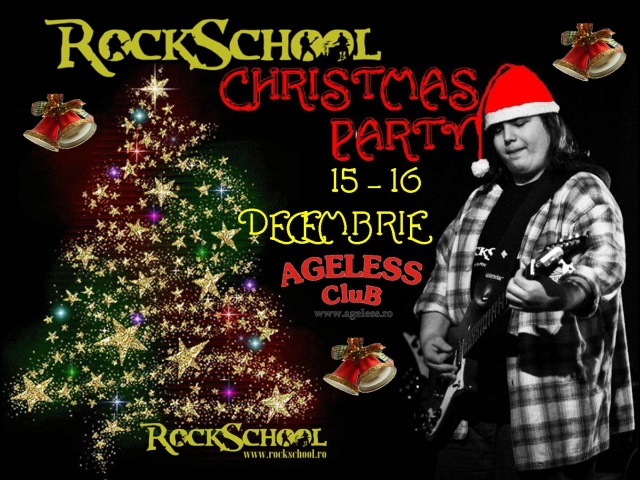 ROCKSCHOOL
CHRISTMAS
PARTY
15 - 16
DECEMBRIE
AGELESS
CluB
www.ageless.ro
ROCKSCHOOL
www.rockschool.ro